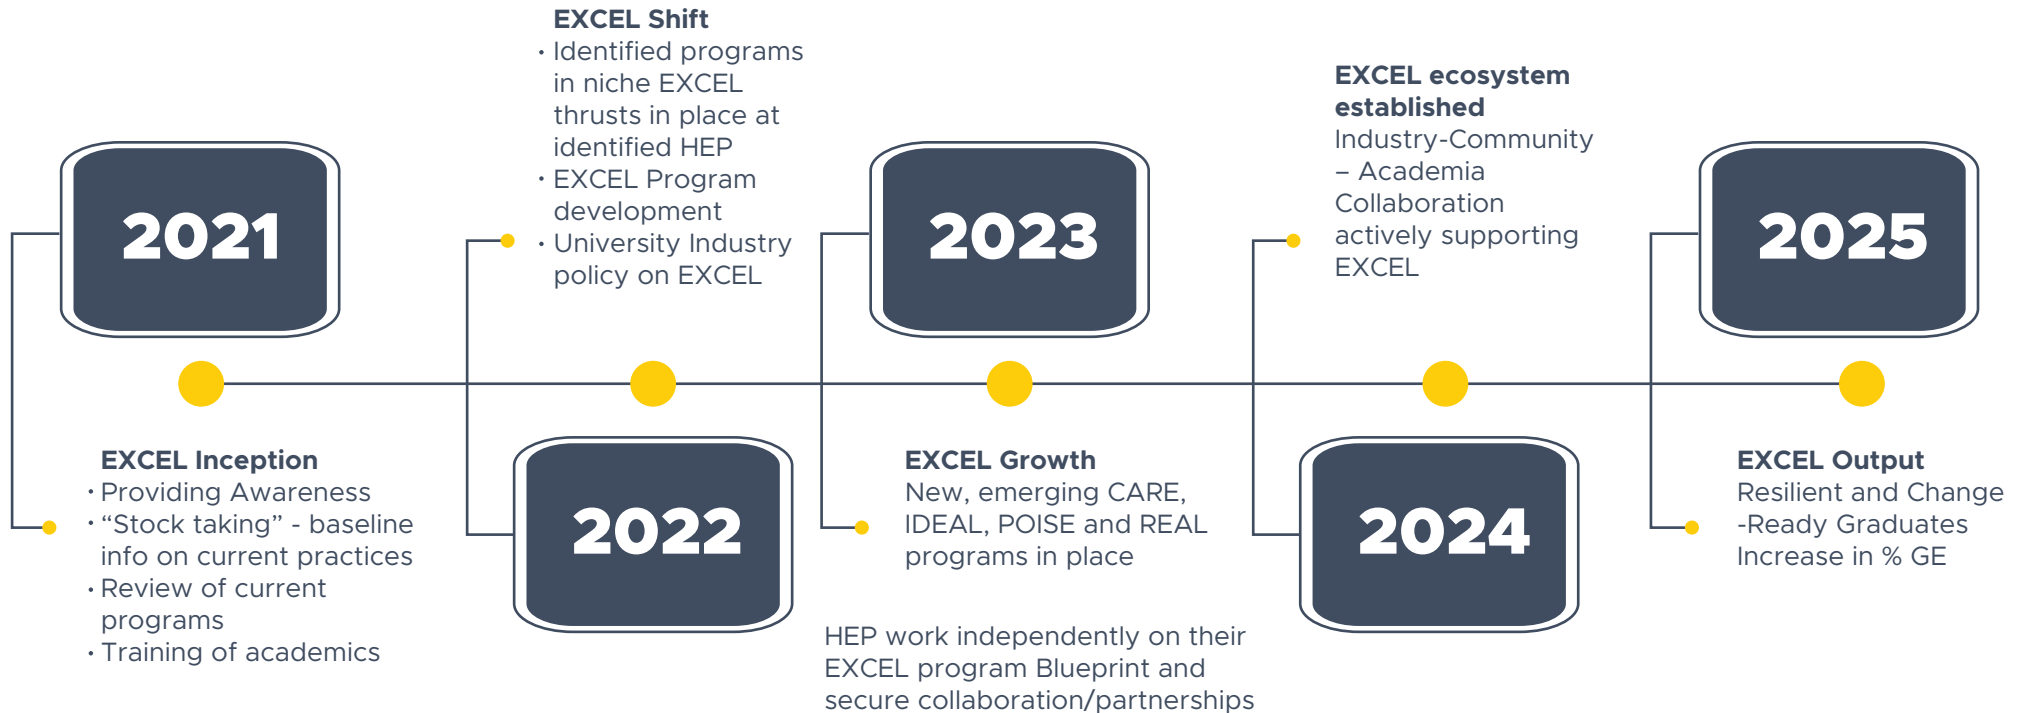 2021
EXCEL Inception
· Providing Awareness
· “Stock taking” - baseline
info on current practices
· Review of current
programs
· Training of academics
EXCEL Shift
· Identified programs
in niche EXCEL
thrusts in place at
identified HEP
· EXCEL Program
development
· University Industry
policy on EXCEL
2022
2023
EXCEL Growth
New, emerging CARE,
IDEAL, POISE and REAL
programs in place
HEP work independently on their
EXCEL program Blueprint and
secure collaboration/partnerships
EXCEL ecosystem
established
Industry-Community
– Academia
Collaboration
actively supporting
EXCEL
2024
2025
EXCEL Output
Resilient and Change
-Ready Graduates
Increase in % GE